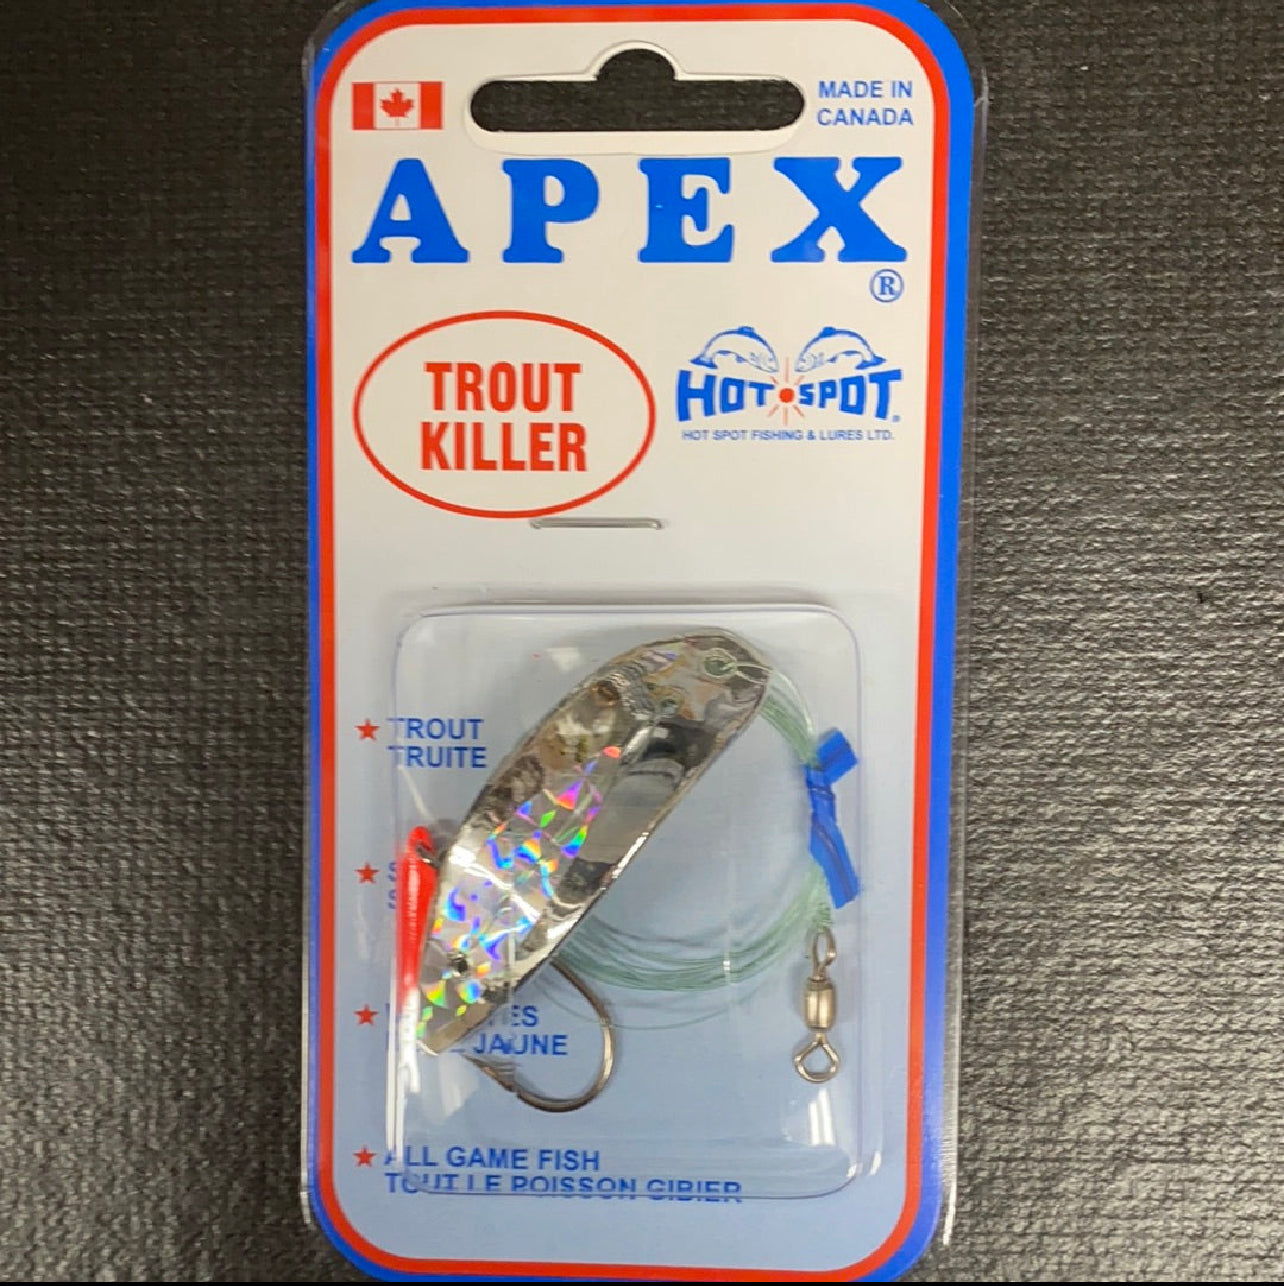 MADE IN
CANADA
APEX
®
TROUT
KILLER
HOT SPOT
HOT SPOT FISHING & LURES LTD.
TROUT
TRUITE
JAUNE
ALL GAME FISH
TOUT LE POISSON GIBIER